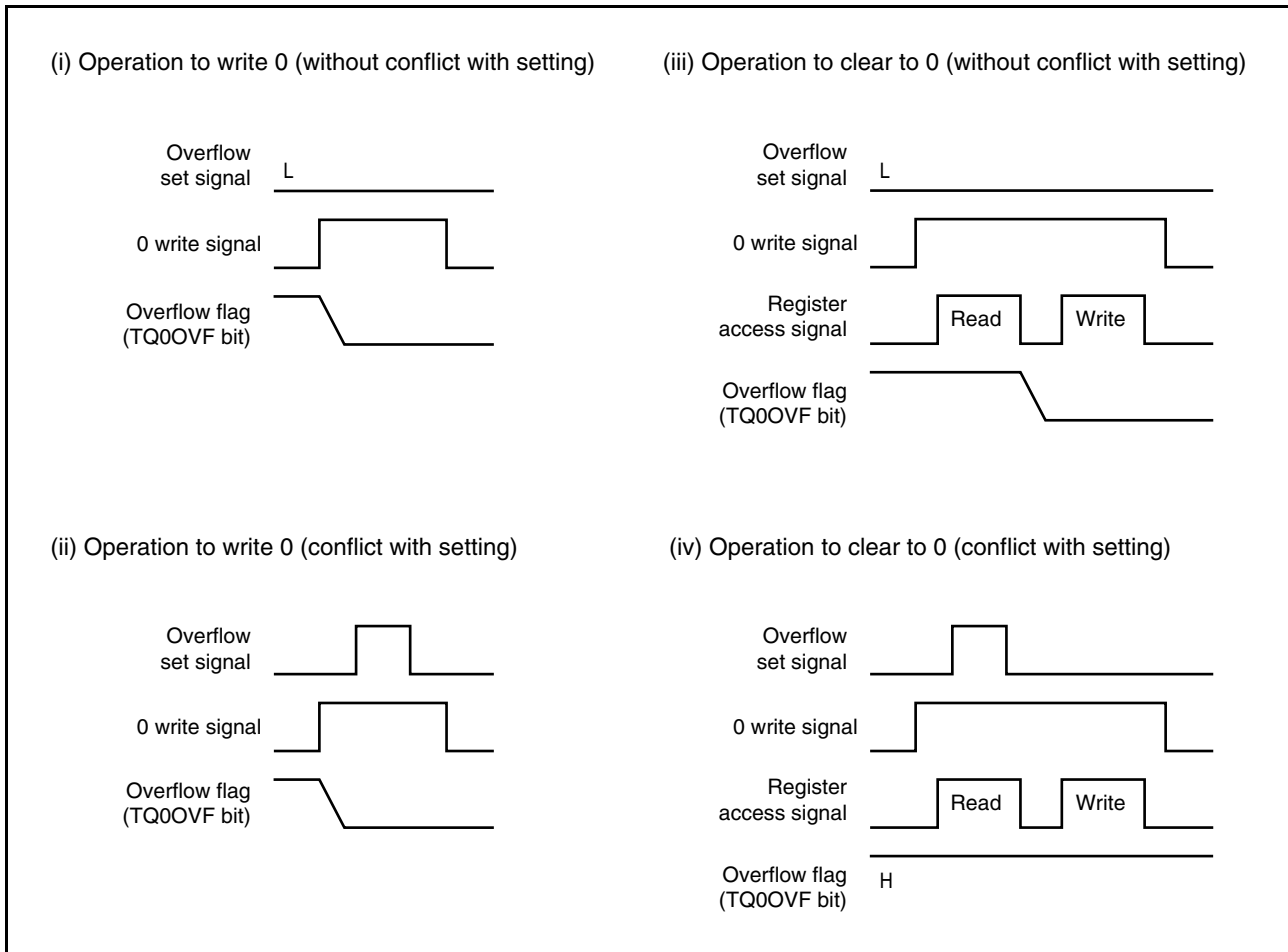 (i) Operation to write 0 (without conflict with setting)
Overflow
set signal
L
0 write signal
Overflow flag
(TQ0OVF bit)
(iii) Operation to clear to 0 (without conflict with setting)
Overflow
set signal
L
0 write signal
Register
access signal
Read
Write
Overflow flag
(TQ0OVF bit)
(ii) Operation to write 0 (conflict with setting)
Overflow
set signal
0 write signal
Overflow flag
(TQ0OVF bit)
(iv) Operation to clear to 0 (conflict with setting)
Overflow
set signal
0 write signal
Register
access signal
Read
Write
Overflow flag
(TQ0OVF bit)
H